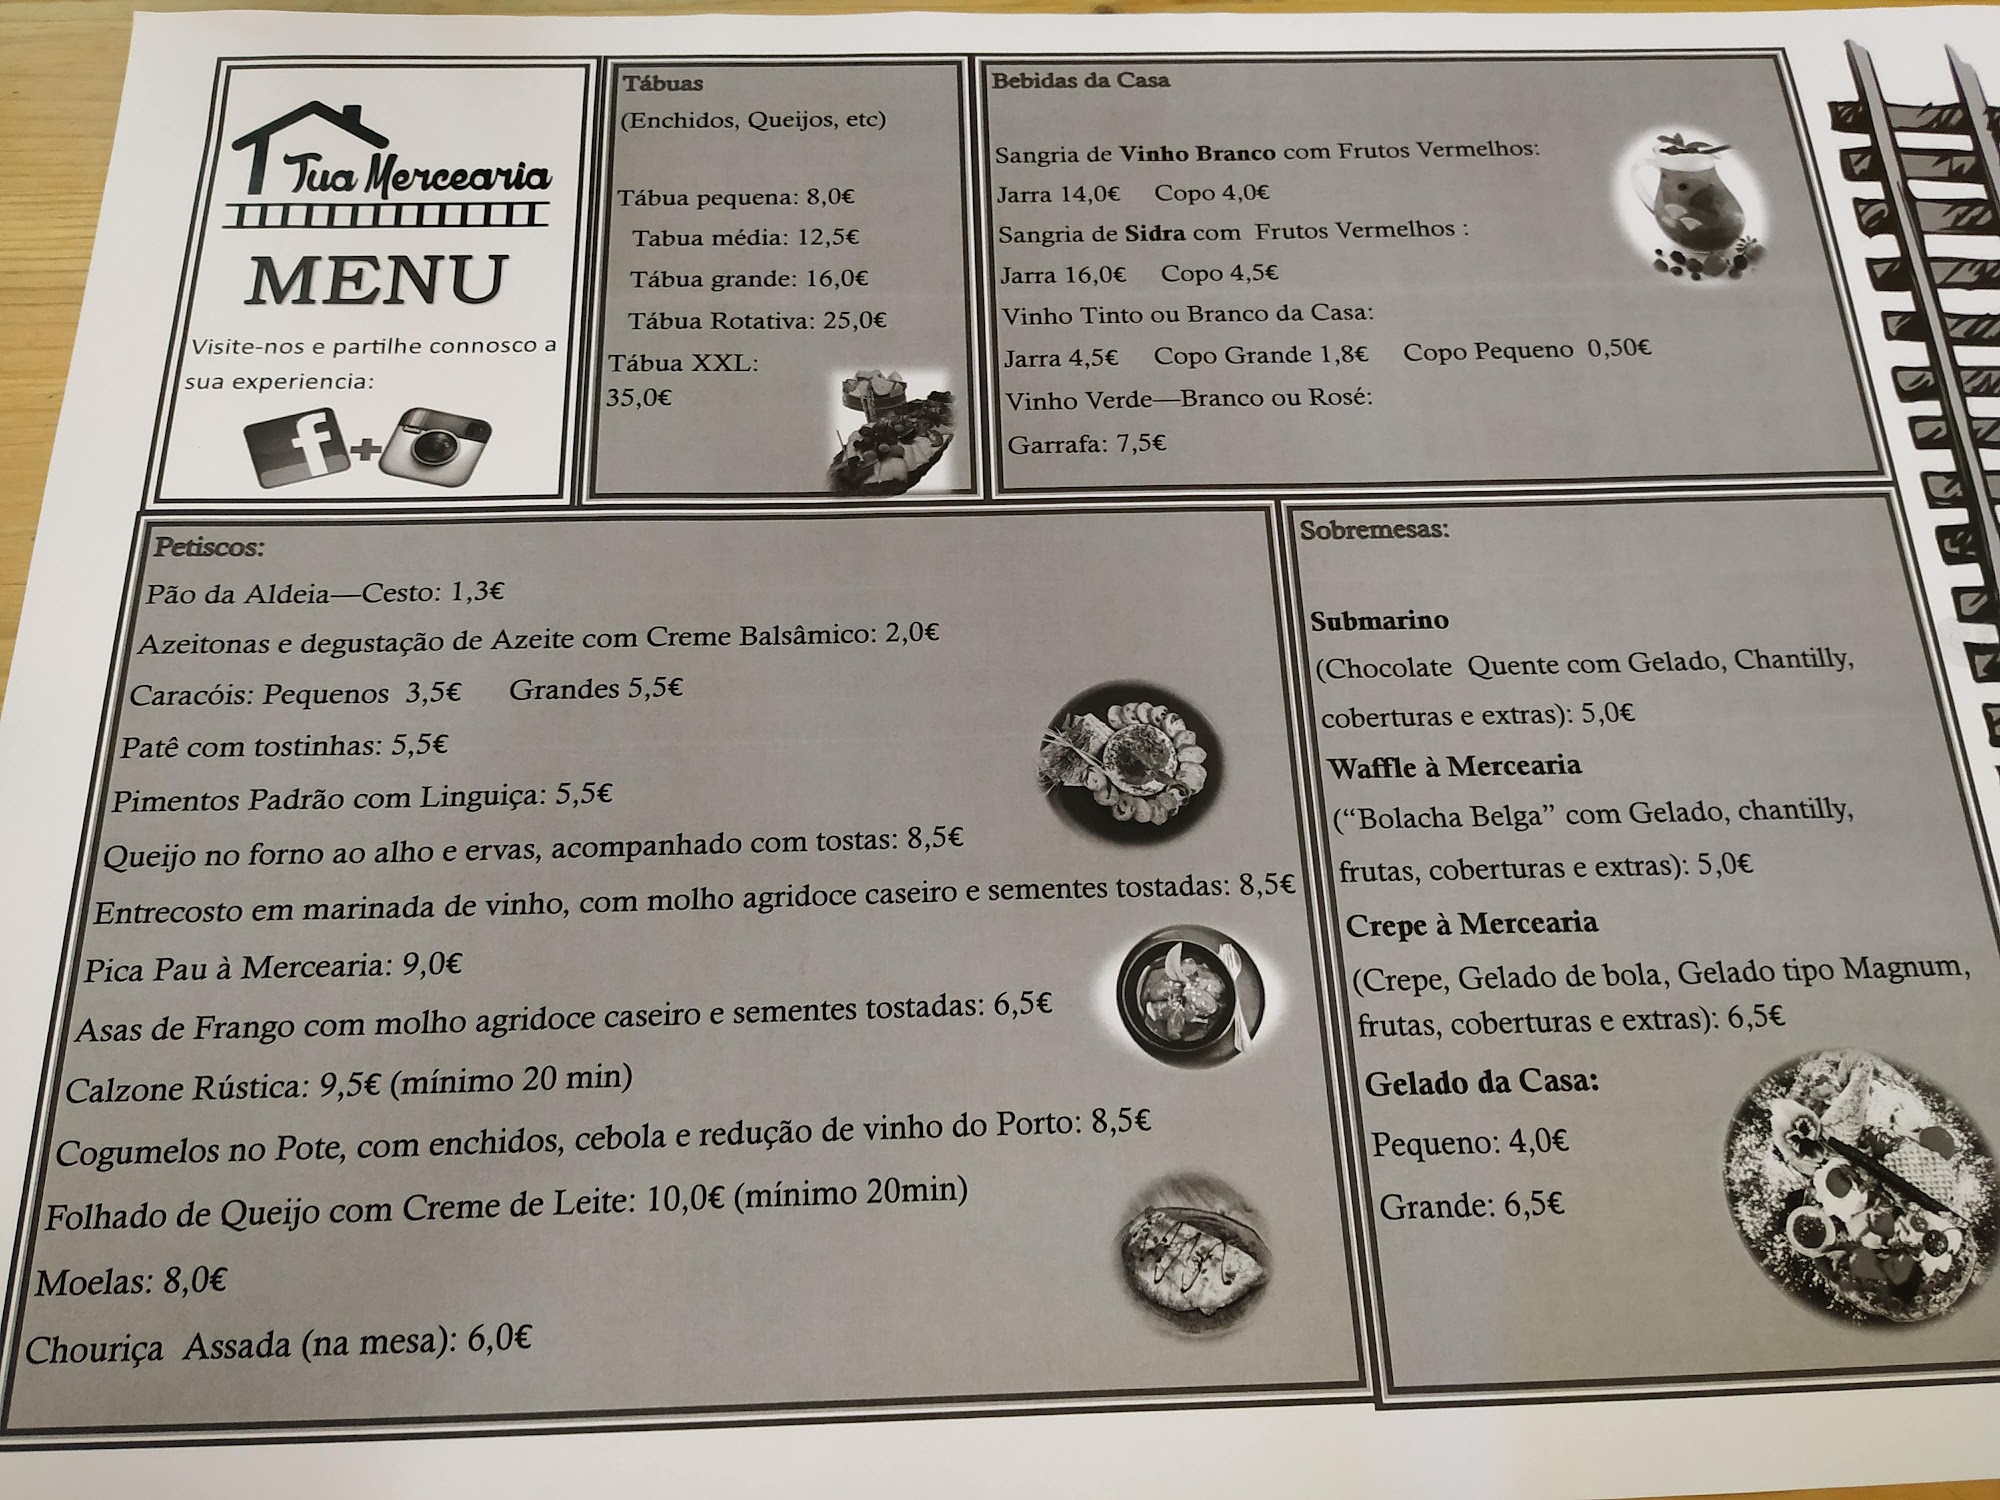 Tua Mercearia
MENU
Visite-nos e partilhe connosco a
sua experiencia:
f+
Tábuas
(Enchidos, Queijos, etc)
Tábua pequena: 8,0€
Tabua média: 12,5€
Tábua grande: 16,0€
Tábua Rotativa: 25,0€
Tábua XXL:
35,0€
Bebidas da Casa
Sangria de Vinho Branco com Frutos Vermelhos:
Jarra 14,0€ Copo 4,0€
Sangria de Sidra com Frutos Vermelhos :
Jarra 16,0€ Copo 4,5€
Vinho Tinto ou Branco da Casa:
Jarra 4,5€ Copo Grande 1,8€ Copo Pequeno 0,50€
Vinho Verde—Branco ou Rosé:
Garrafa: 7,5€
Petiscos:
Pão da Aldeia—Cesto: 1,3€
Azeitonas e degustação de Azeite com Creme Balsâmico: 2,0€
Caracóis: Pequenos 3,5€ Grandes 5,5€
Patê com tostinhas: 5,5€
Pimentos Padrão com Linguiça: 5,5€
Queijo no forno ao alho e ervas, acompanhado com tostas: 8,5€
Entrecosto em marinada de vinho, com molho agridoce caseiro e sementes tostadas: 8,5€
Pica Pau à Mercearia: 9,0€
Asas de Frango com molho agridoce caseiro e sementes tostadas: 6,5€
Calzone Rústica: 9,5€ (mínimo 20 min)
Cogumelos no Pote, com enchidos, cebola e redução de vinho do Porto: 8,5€
Folhado de Queijo com Creme de Leite: 10,0€ (mínimo 20min)
Moelas: 8,0€
Chouriça Assada (na mesa): 6,0€
Sobremesas:
Submarino
(Chocolate Quente com Gelado, Chantilly,
coberturas e extras): 5,0€
Waffle à Mercearia
(“Bolacha Belga” com Gelado, chantilly,
frutas, coberturas e extras): 5,0€
Crepe à Mercearia
(Crepe, Gelado de bola, Gelado tipo Magnum,
frutas, coberturas e extras): 6,5€
Gelado da Casa:
Pequeno: 4,0€
Grande: 6,5€